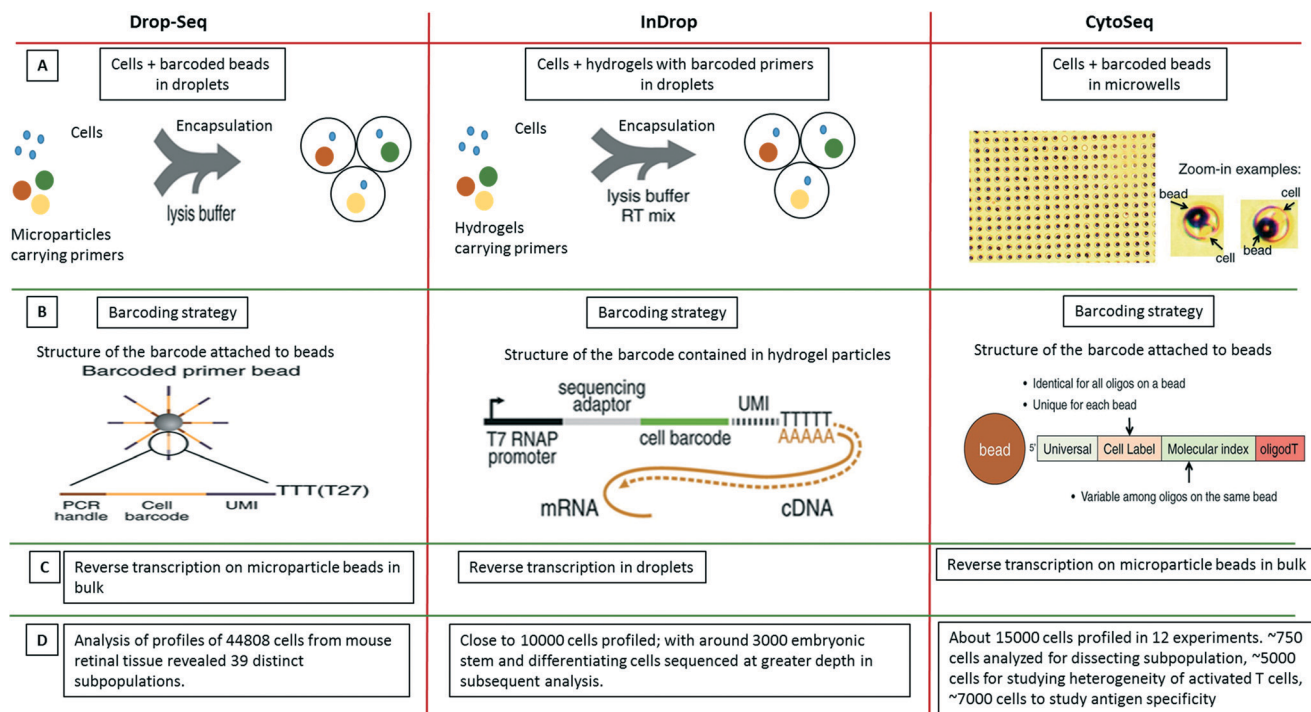 Drop-Seq
InDrop
CytoSeq
A
Cells + barcoded beads
in droplets
Cells
Encapsulation
lysis buffer
Microparticles
carrying primers
Cells + hydrogels with barcoded primers
in droplets
Cells
Encapsulation
lysis buffer
RT mix
Hydrogels
carrying primers
Cells + barcoded beads
in microwells
Zoom-in examples:
bead
cell
cell
bead
B
Barcoding strategy
Structure of the barcode attached to beads
Barcoded primer bead
TTT(T27)
PCR
handle
Cell
barcode
UMI
Barcoding strategy
Structure of the barcode contained in hydrogel particles
sequencing
adaptor
UMI
TTTTT
AAAAA
T7 RNAP
promoter
cell barcode
mRNA
cDNA
Barcoding strategy
Structure of the barcode attached to beads
• Identical for all oligos on a bead
• Unique for each bead
bead
5'
Universal
Cell Label
Molecular index
oligodT
• Variable among oligos on the same bead
C
Reverse transcription on microparticle beads in
bulk
Reverse transcription in droplets
Reverse transcription on microparticle beads in bulk
D
Analysis of profiles of 44808 cells from mouse
retinal tissue revealed 39 distinct
subpopulations.
Close to 10000 cells profiled; with around 3000 embryonic
stem and differentiating cells sequenced at greater depth in
subsequent analysis.
About 15000 cells profiled in 12 experiments. ~750
cells analyzed for dissecting subpopulation, ~5000
cells for studying heterogeneity of activated T cells,
~7000 cells to study antigen specificity